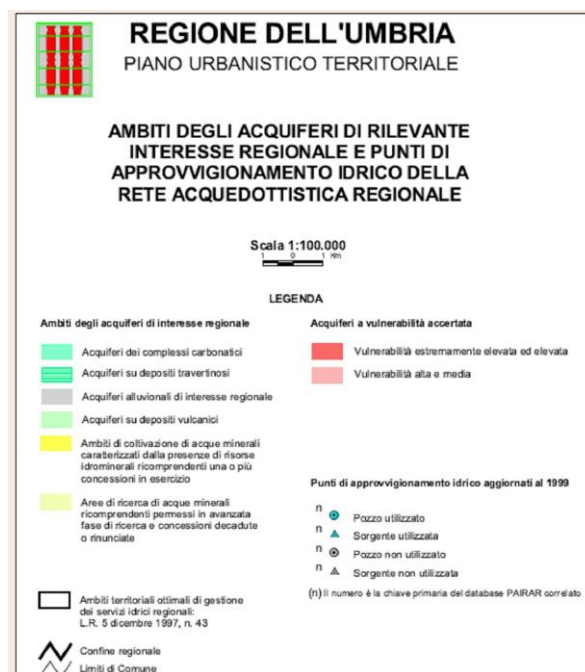 REGIONE DELL'UMBRIA
PIANO URBANISTICO TERRITORIALE
AMBITI DEGLI ACQUIFERI DI RILEVANTE
INTERESSE REGIONALE E PUNTI DI
APPROVVIGIONAMENTO IDRICO DELLA
RETE ACQUEDOTTISTICA REGIONALE
Scala 1:100.000
1 0 1 Km
LEGENDA
Ambiti degli acquiferi di interesse regionale
Acquiferi dei complessi carbonatici
Acquiferi su depositi travertinosi
Acquiferi alluvionali di interesse regionale
Acquiferi su depositi vulcanici
Ambiti di coltivazione di acque minerali
caratterizzati dalla presenze di risorse
idrominerali ricomprendenti una o più
concessioni in esercizio
Aree di ricerca di acque minerali
ricomprendenti permessi in avanzata
fase di ricerca e concessioni decadute
o rinunciate
Ambiti territoriali ottimali di gestione
dei servizi idrici regionali:
L.R. 5 dicembre 1997, n. 43
Confine regionale
Limiti di Comune
Acquiferi a vulnerabilità accertata
Vulnerabilità estremamente elevata ed elevata
Vulnerabilità alta e media
Punti di approvvigionamento idrico aggiornati al 1999
n Pozzo utilizzato
n Sorgente utilizzata
n Pozzo non utilizzato
n Sorgente non utilizzata
(n) Il numero é la chiave primaria del database PAIRAR correlato